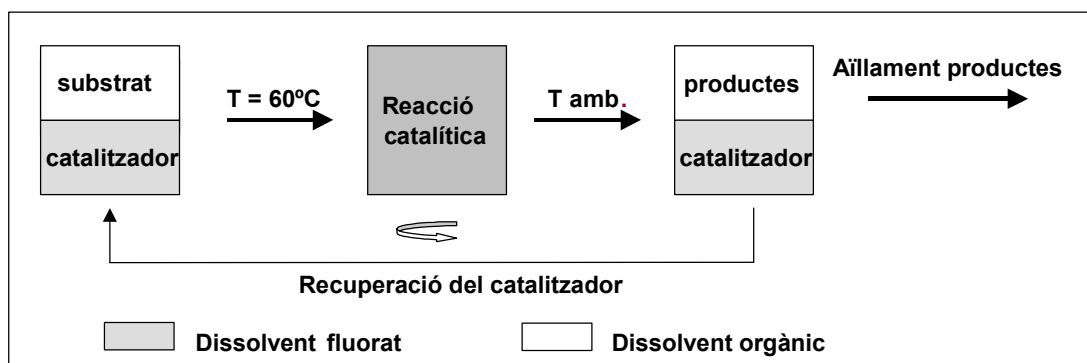 substrat
catalitzador
T = 60ºC
Reacció
catalítica
T amb.
productes
catalitzador
Aïllament productes
Recuperació del catalitzador
Dissolvent fluorat
Dissolvent orgànic